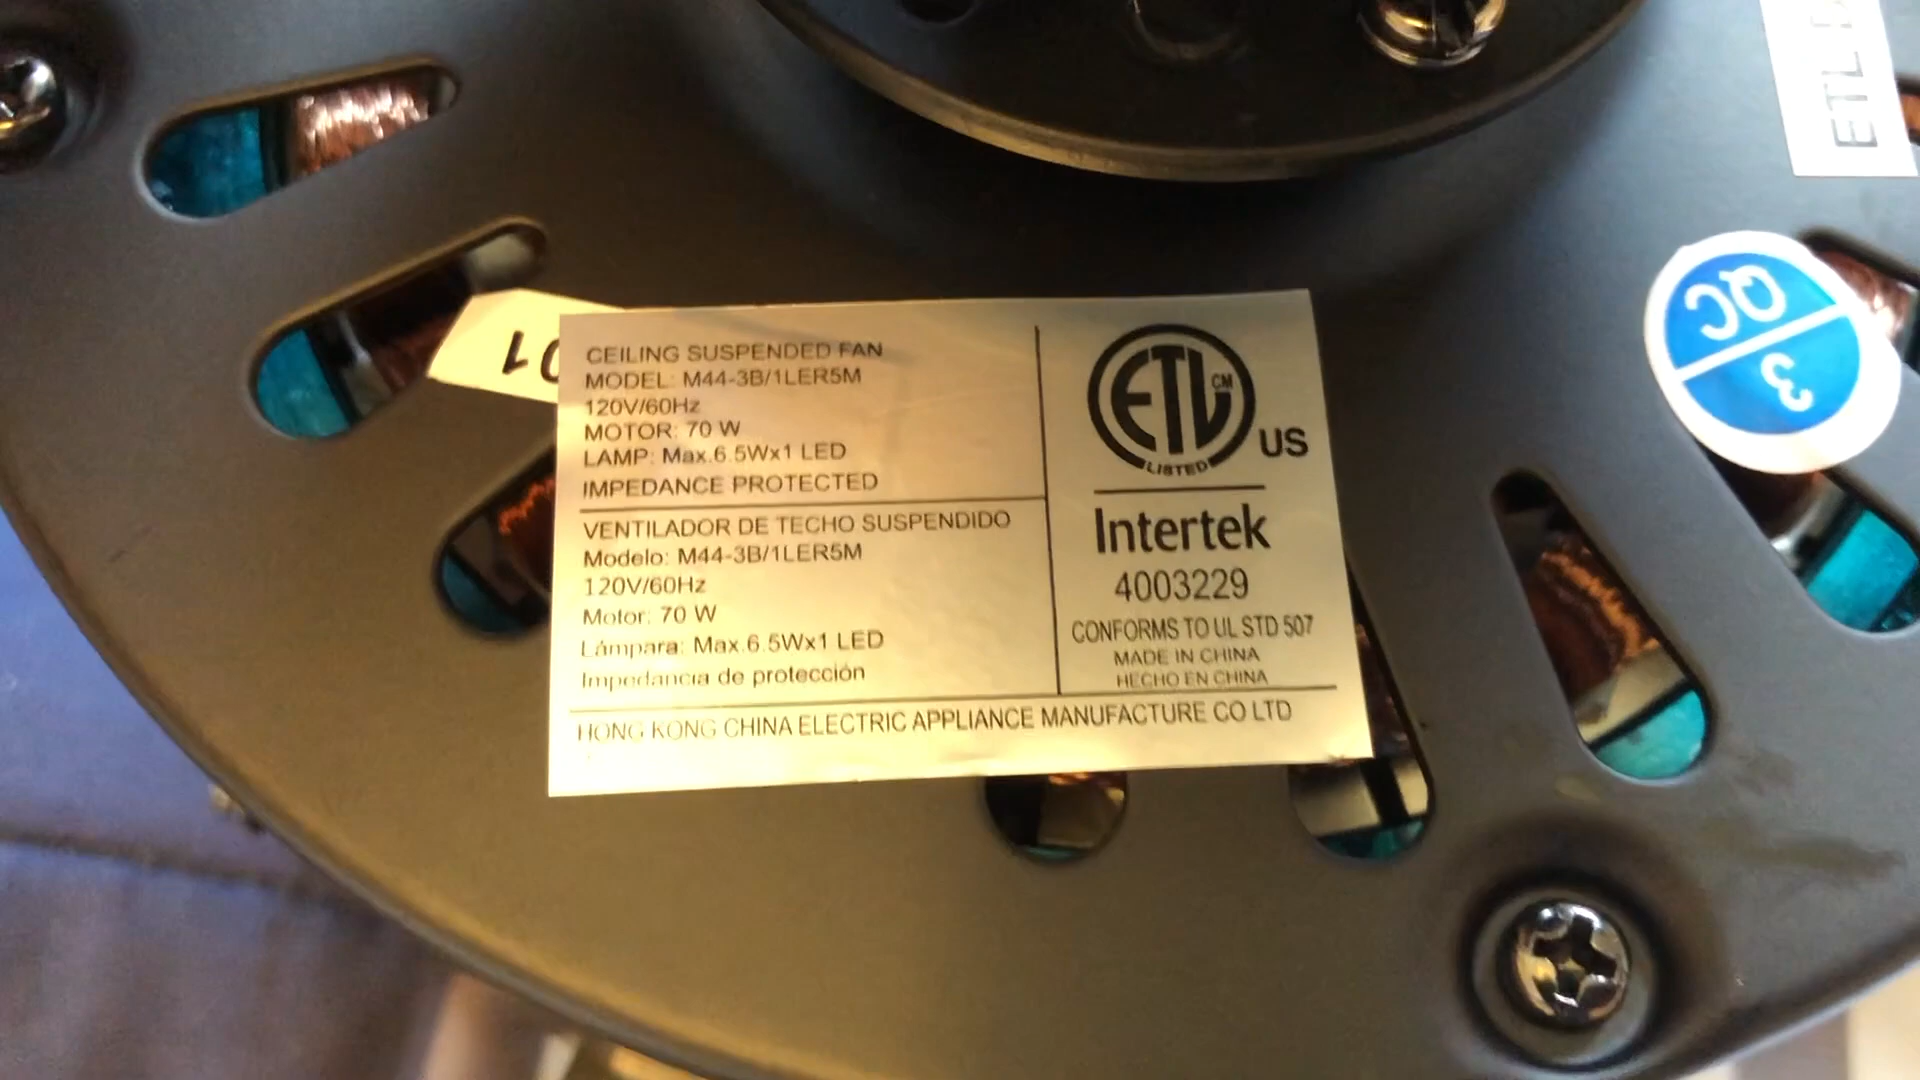 ETL
QC
3
01
CEILING SUSPENDED FAN
MODEL: M44-3B/1LER5M
120V/60Hz
MOTOR: 70 W
LAMP: Max.6.5Wx1 LED
IMPEDANCE PROTECTED
VENTILADOR DE TECHO SUSPENDIDO
Modelo: M44-3B/1LER5M
120V/60Hz
Motor: 70 W
Lámpara: Max.6.5Wx1 LED
Impedancia de protección
ETL CM
LISTED
US
Intertek
4003229
CONFORMS TO UL STD 507
MADE IN CHINA
HECHO EN CHINA
HONG KONG CHINA ELECTRIC APPLIANCE MANUFACTURE CO LTD